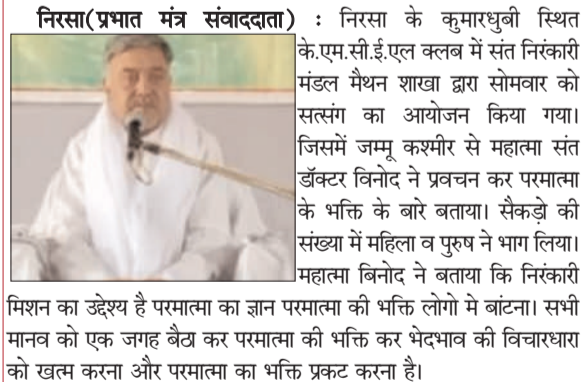 निरसा(प्रभात मंत्र संवाददाता) : निरसा के कुमारधुबी स्थित
के.एम.सी.ई.एल क्लब में संत निरंकारी
मंडल मैथन शाखा द्वारा सोमवार को
सत्संग का आयोजन किया गया।
जिसमें जम्मू कश्मीर से महात्मा संत
डॉक्टर विनोद ने प्रवचन कर परमात्मा
के भक्ति के बारे बताया। सैकड़ो की
संख्या में महिला व पुरुष ने भाग लिया।
महात्मा बिनोद ने बताया कि निरंकारी
मिशन का उद्देश्य है परमात्मा का ज्ञान परमात्मा की भक्ति लोगो मे बांटना। सभी
मानव को एक जगह बैठा कर परमात्मा की भक्ति कर भेदभाव की विचारधारा
को खत्म करना और परमात्मा का भक्ति प्रकट करना है।